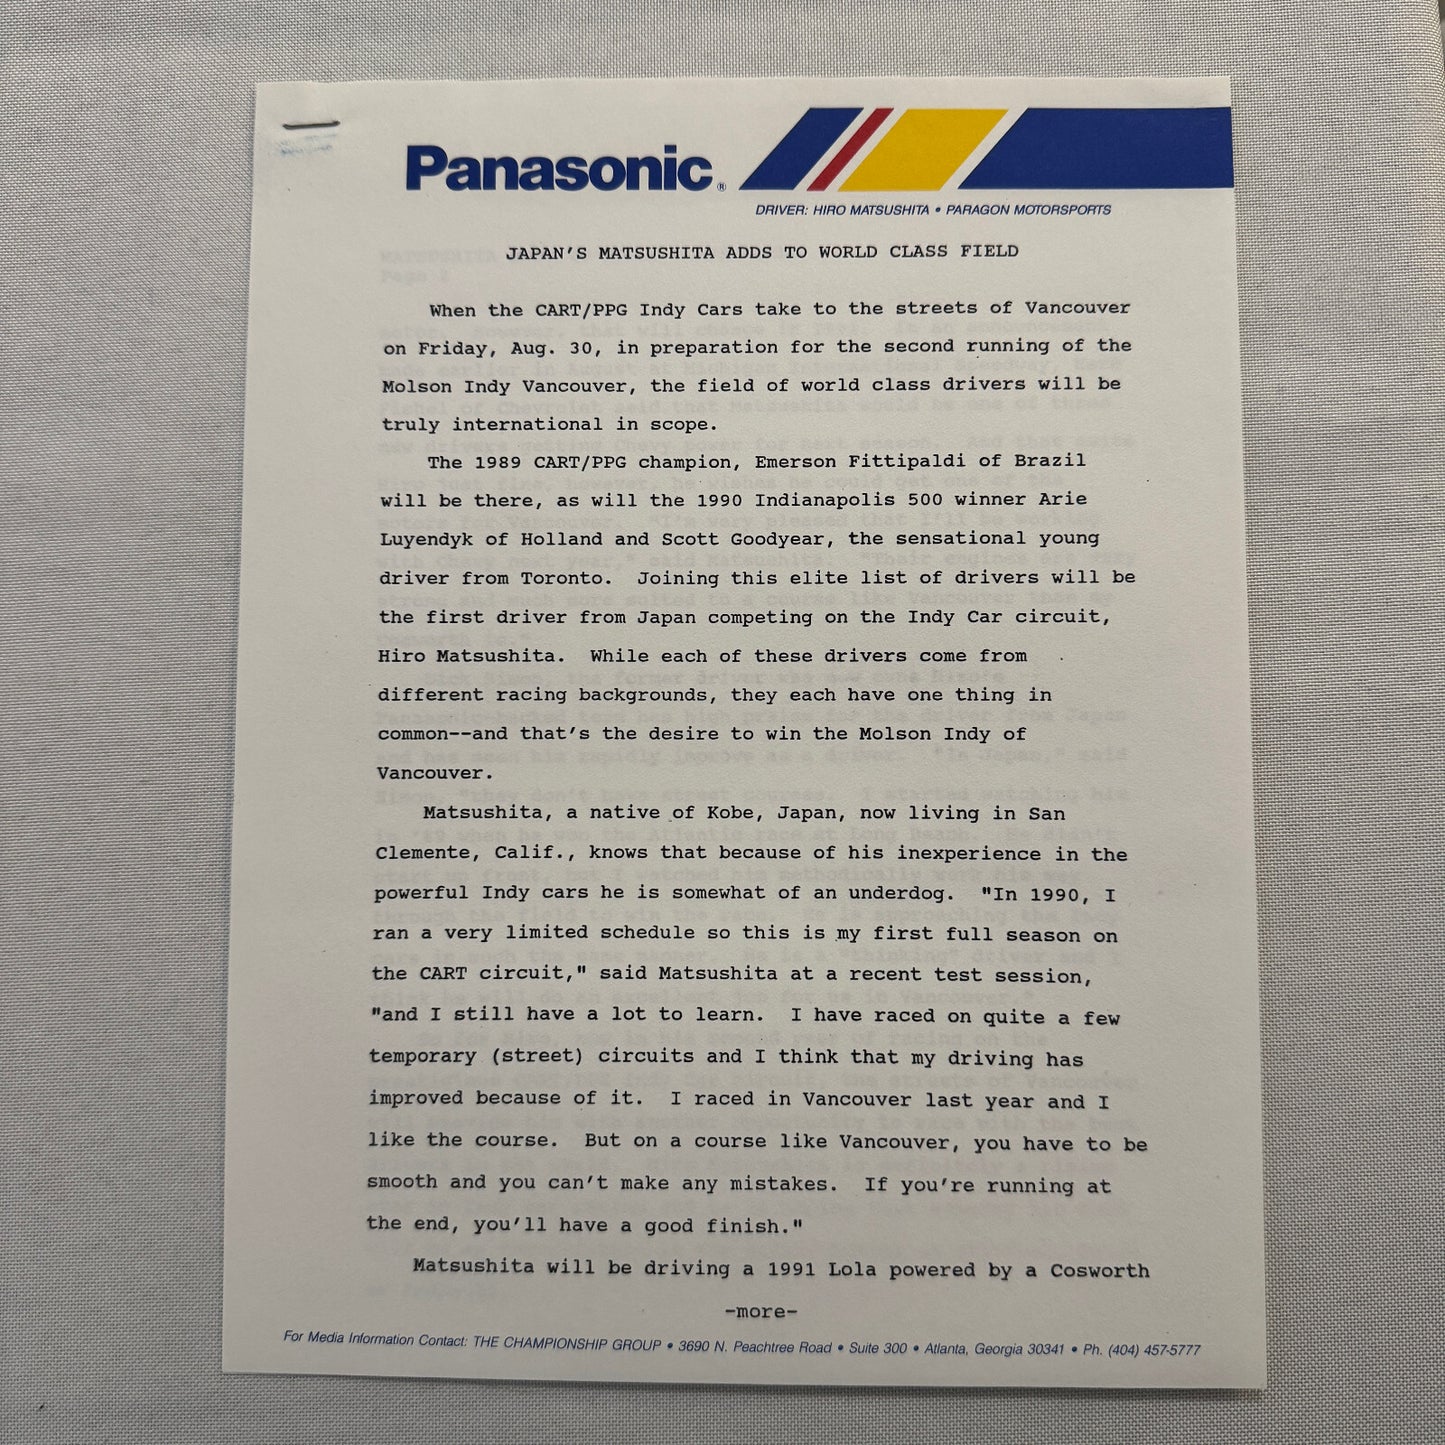 Panasonic®
DRIVER: HIRO MATSUSHITA • PARAGON MOTORSPORTS
JAPAN'S MATSUSHITA ADDS TO WORLD CLASS FIELD
When the CART/PPG Indy Cars take to the streets of Vancouver
on Friday, Aug. 30, in preparation for the second running of the
Molson Indy Vancouver, the field of world class drivers will be
truly international in scope.
The 1989 CART/PPG champion, Emerson Fittipaldi of Brazil
will be there, as will the 1990 Indianapolis 500 winner Arie
Luyendyk of Holland and Scott Goodyear, the sensational young
driver from Toronto.  Joining this elite list of drivers will be
the first driver from Japan competing on the Indy Car circuit,
Hiro Matsushita.  While each of these drivers come from
different racing backgrounds, they each have one thing in
common--and that's the desire to win the Molson Indy of
Vancouver.
Matsushita, a native of Kobe, Japan, now living in San
Clemente, Calif., knows that because of his inexperience in the
powerful Indy cars he is somewhat of an underdog.  "In 1990, I
ran a very limited schedule so this is my first full season on
the CART circuit," said Matsushita at a recent test session,
"and I still have a lot to learn.  I have raced on quite a few
temporary (street) circuits and I think that my driving has
improved because of it.  I raced in Vancouver last year and I
like the course.  But on a course like Vancouver, you have to be
smooth and you can't make any mistakes.  If you're running at
the end, you'll have a good finish."
Matsushita will be driving a 1991 Lola powered by a Cosworth
-more-
For Media Information Contact: THE CHAMPIONSHIP GROUP • 3690 N. Peachtree Road • Suite 300 • Atlanta, Georgia 30341 • Ph. (404) 457-5777